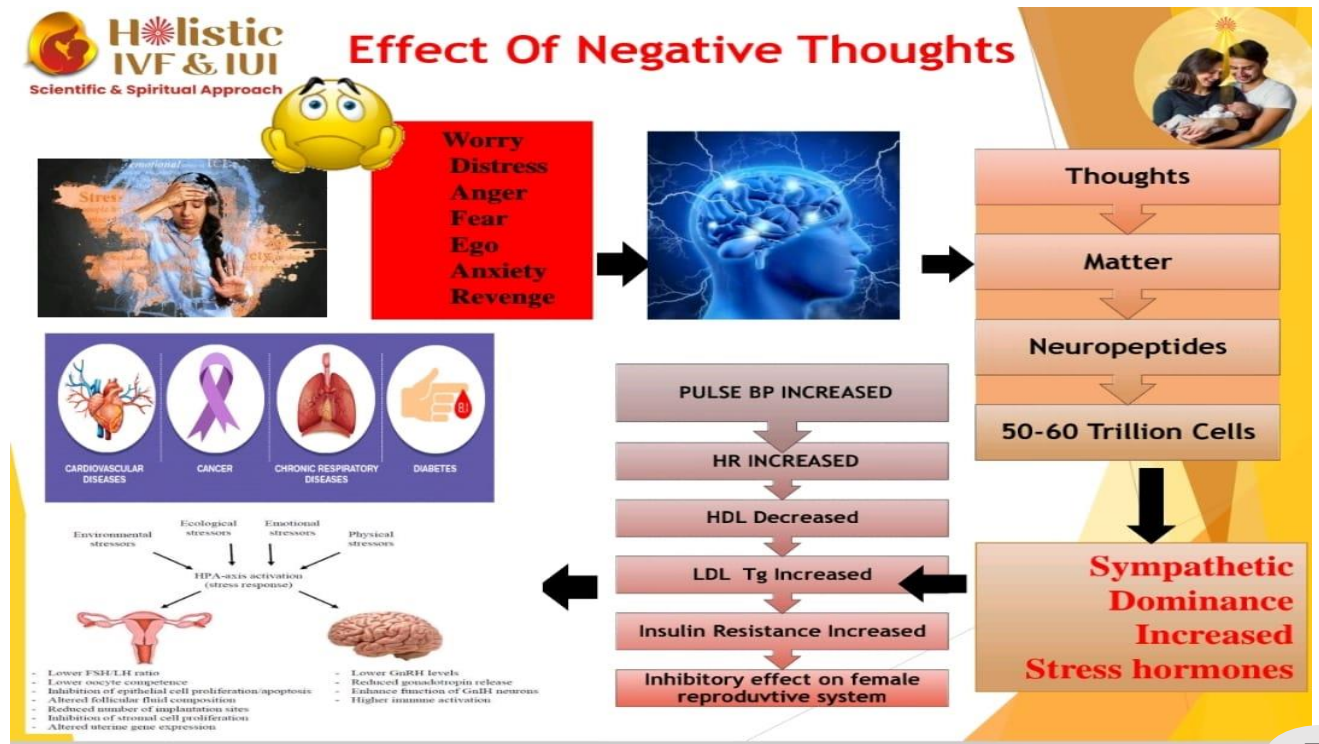 Holistic
IVF & IUI
Scientific & Spiritual Approach
Effect Of Negative Thoughts
emotional
Stress
Worry
Distress
Anger
Fear
Ego
Anxiety
Revenge
Thoughts
Matter
Neuropeptides
50-60 Trillion Cells
Sympathetic
Dominance
Increased
Stress hormones
PULSE BP INCREASED
HR INCREASED
HDL Decreased
LDL Tg Increased
Insulin Resistance Increased
Inhibitory effect on female
reproduvtive system
8.1
CARDIOVASCULAR
DISEASES
CANCER
CHRONIC RESPIRATORY
DISEASES
DIABETES
Environmental
stressors
Ecological
stressors
Emotional
stressors
Physical
stressors
HPA-axis activation
(stress response)
- Lower FSH/LH ratio
- Lower oocyte competence
- Inhibition of epithelial cell proliferation/apoptosis
- Altered follicular fluid composition
- Reduced number of implantation sites
- Inhibition of stromal cell proliferation
- Altered uterine gene expression
- Lower GnRH levels
- Reduced gonadotropin release
- Enhance function of GnIH neurons
- Higher immune activation